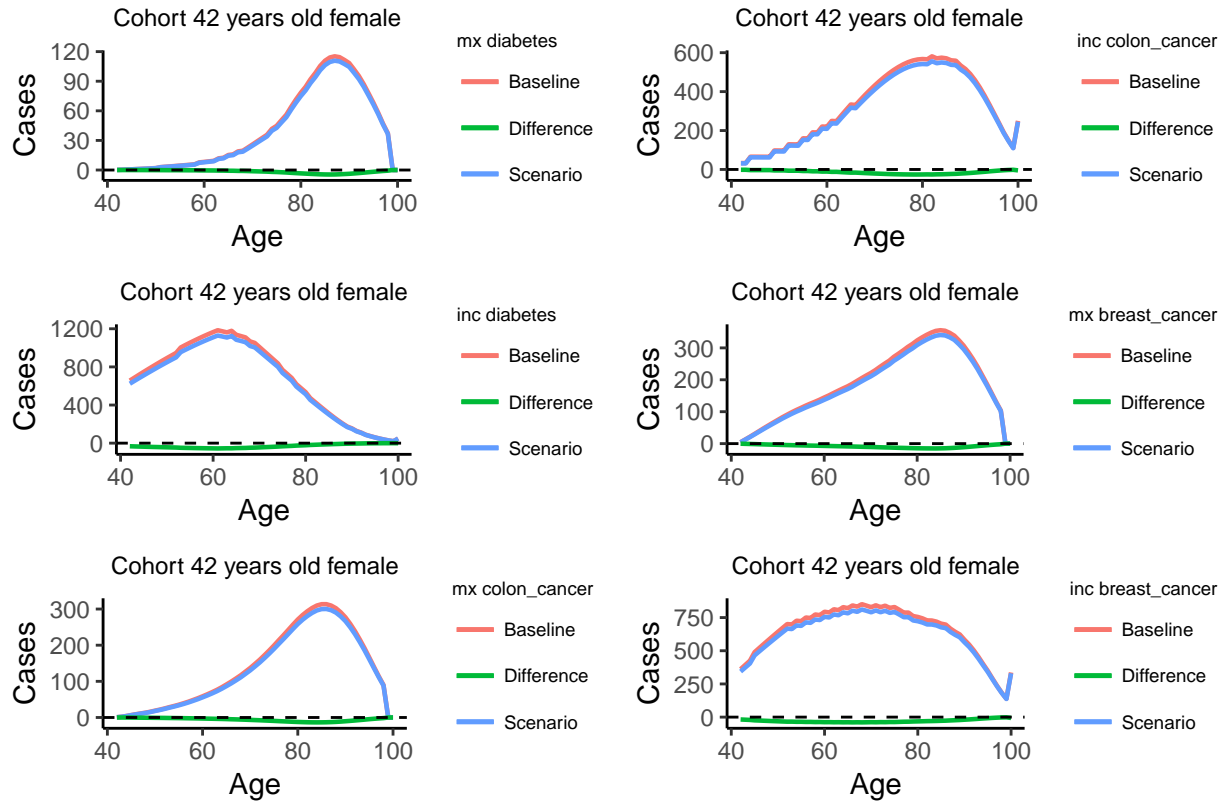 Cohort 42 years old female
mx diabetes
Baseline
Difference
Scenario
Cases
120
90
60
30
0
40 60 80 100
Age
Cohort 42 years old female
inc colon_cancer
Baseline
Difference
Scenario
Cases
600
400
200
0
40 60 80 100
Age
Cohort 42 years old female
inc diabetes
Baseline
Difference
Scenario
Cases
1200
800
400
0
40 60 80 100
Age
Cohort 42 years old female
mx breast_cancer
Baseline
Difference
Scenario
Cases
300
200
100
0
40 60 80 100
Age
Cohort 42 years old female
mx colon_cancer
Baseline
Difference
Scenario
Cases
300
200
100
0
40 60 80 100
Age
Cohort 42 years old female
inc breast_cancer
Baseline
Difference
Scenario
Cases
750
500
250
0
40 60 80 100
Age